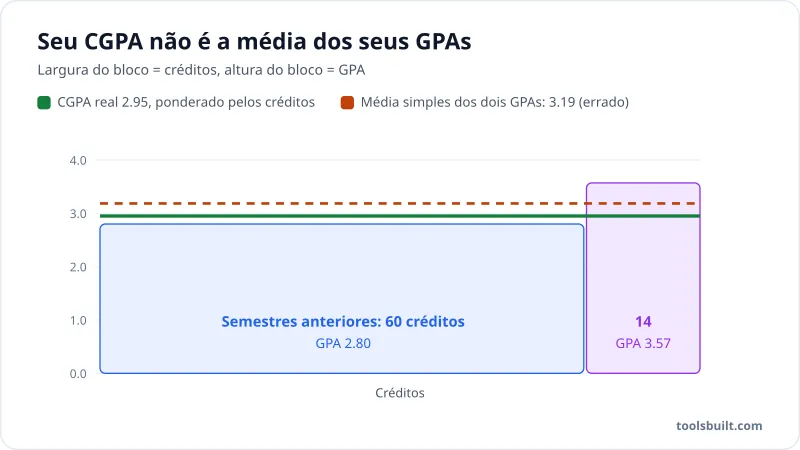 Seu CGPA não é a média dos seus GPAs
Largura do bloco = créditos, altura do bloco = GPA
CGPA real 2.95, ponderado pelos créditos
Média simples dos dois GPAs: 3.19 (errado)
4.0
3.0
2.0
1.0
0.0
Semestres anteriores: 60 créditos
GPA 2.80
14
GPA 3.57
Créditos
toolsbuilt.com